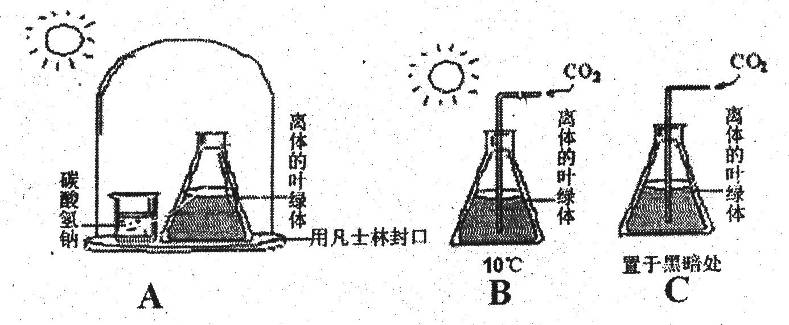 碳酸氢钠
离体的叶绿体
用凡士林封口
A
CO₂
离体的叶绿体
10℃
B
CO₂
离体的叶绿体
置于黑暗处
C